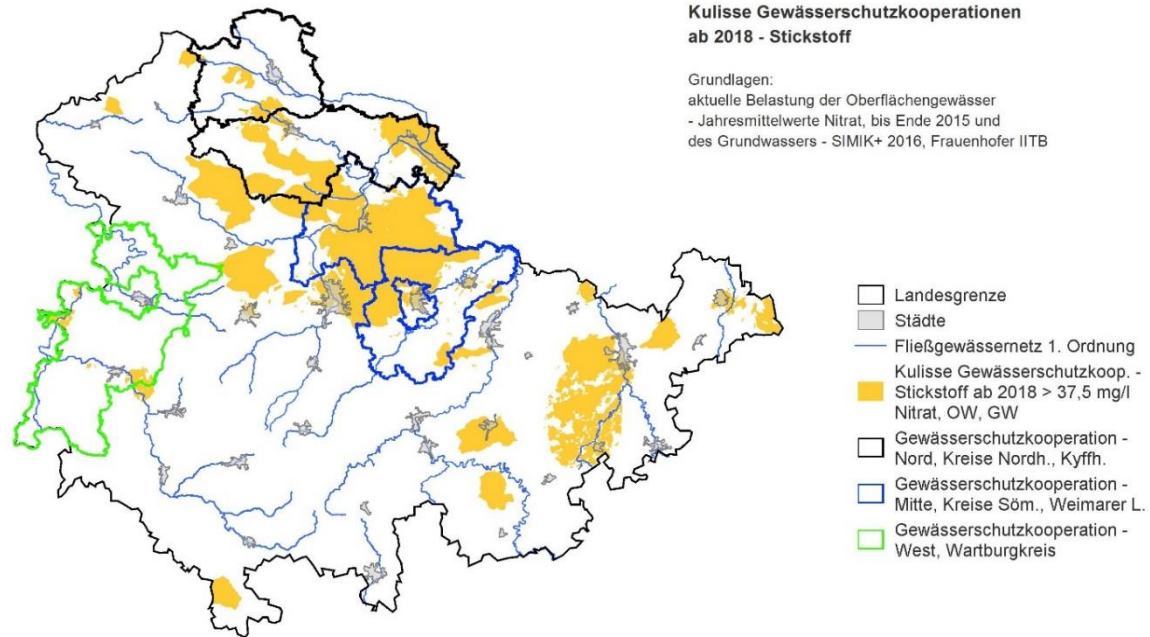 Kulisse Gewässerschutzkooperationen
ab 2018 - Stickstoff
Grundlagen:
aktuelle Belastung der Oberflächengewässer
- Jahresmittelwerte Nitrat, bis Ende 2015 und
des Grundwassers - SIMIK+ 2016, Frauenhofer IITB
Landesgrenze
Städte
Fließgewässernetz 1. Ordnung
Kulisse Gewässerschutzkoop. -
Stickstoff ab 2018 > 37,5 mg/l
Nitrat, OW, GW
Gewässerschutzkooperation -
Nord, Kreise Nordh., Kyffh.
Gewässerschutzkooperation -
Mitte, Kreise Söm., Weimarer L.
Gewässerschutzkooperation -
West, Wartburgkreis